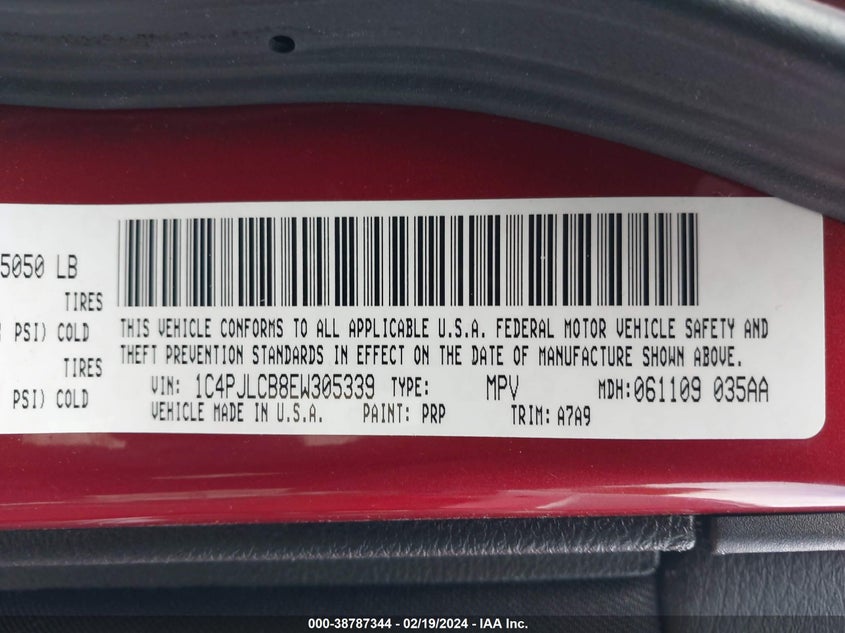 5050 LB
TIRES
PSI) COLD
TIRES
PSI) COLD
THIS VEHICLE CONFORMS TO ALL APPLICABLE U.S.A. FEDERAL MOTOR VEHICLE SAFETY AND
THEFT PREVENTION STANDARDS IN EFFECT ON THE DATE OF MANUFACTURE SHOWN ABOVE.
VIN: 1C4PJLCB8EW305339 TYPE: MPV MDH:061109 035AA
VEHICLE MADE IN U.S.A. PAINT: PRP TRIM: A7A9
000-38787344 - 02/19/2024 - IAA Inc.